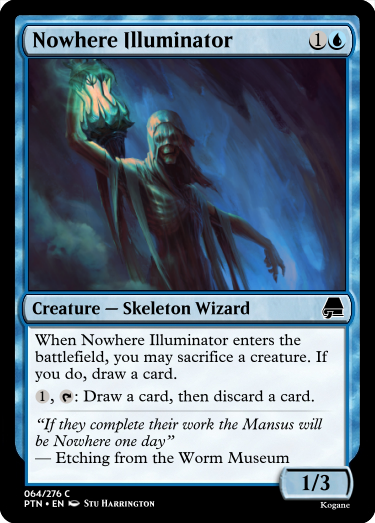 Nowhere Illuminator 1
Creature — Skeleton Wizard
When Nowhere Illuminator enters the
battlefield, you may sacrifice a creature. If
you do, draw a card.
1, : Draw a card, then discard a card.
"If they complete their work the Mansus will
be Nowhere one day"
— Etching from the Worm Museum
1/3
064/276 C
PTN • EN Stu Harrington
Kogane